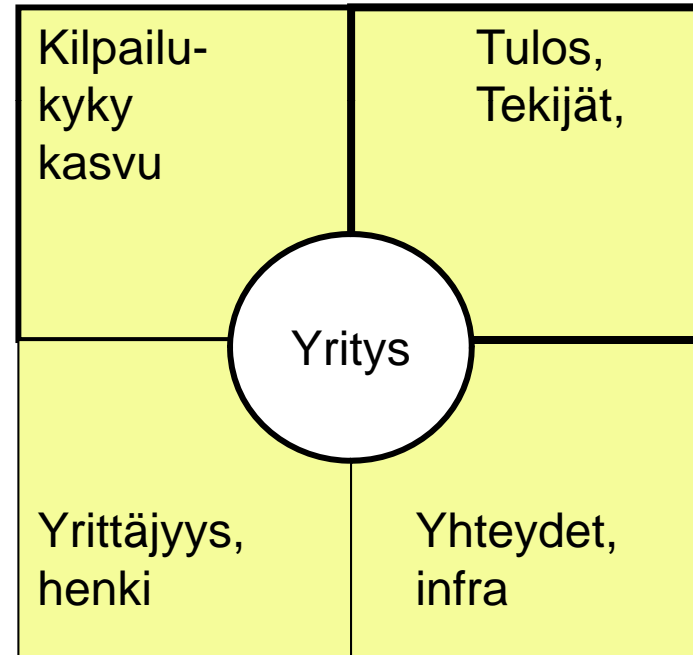 Kilpailu-
kyky
kasvu
Tulos,
Tekijät,
Yritys
Yrittäjyys,
henki
Yhteydet,
infra